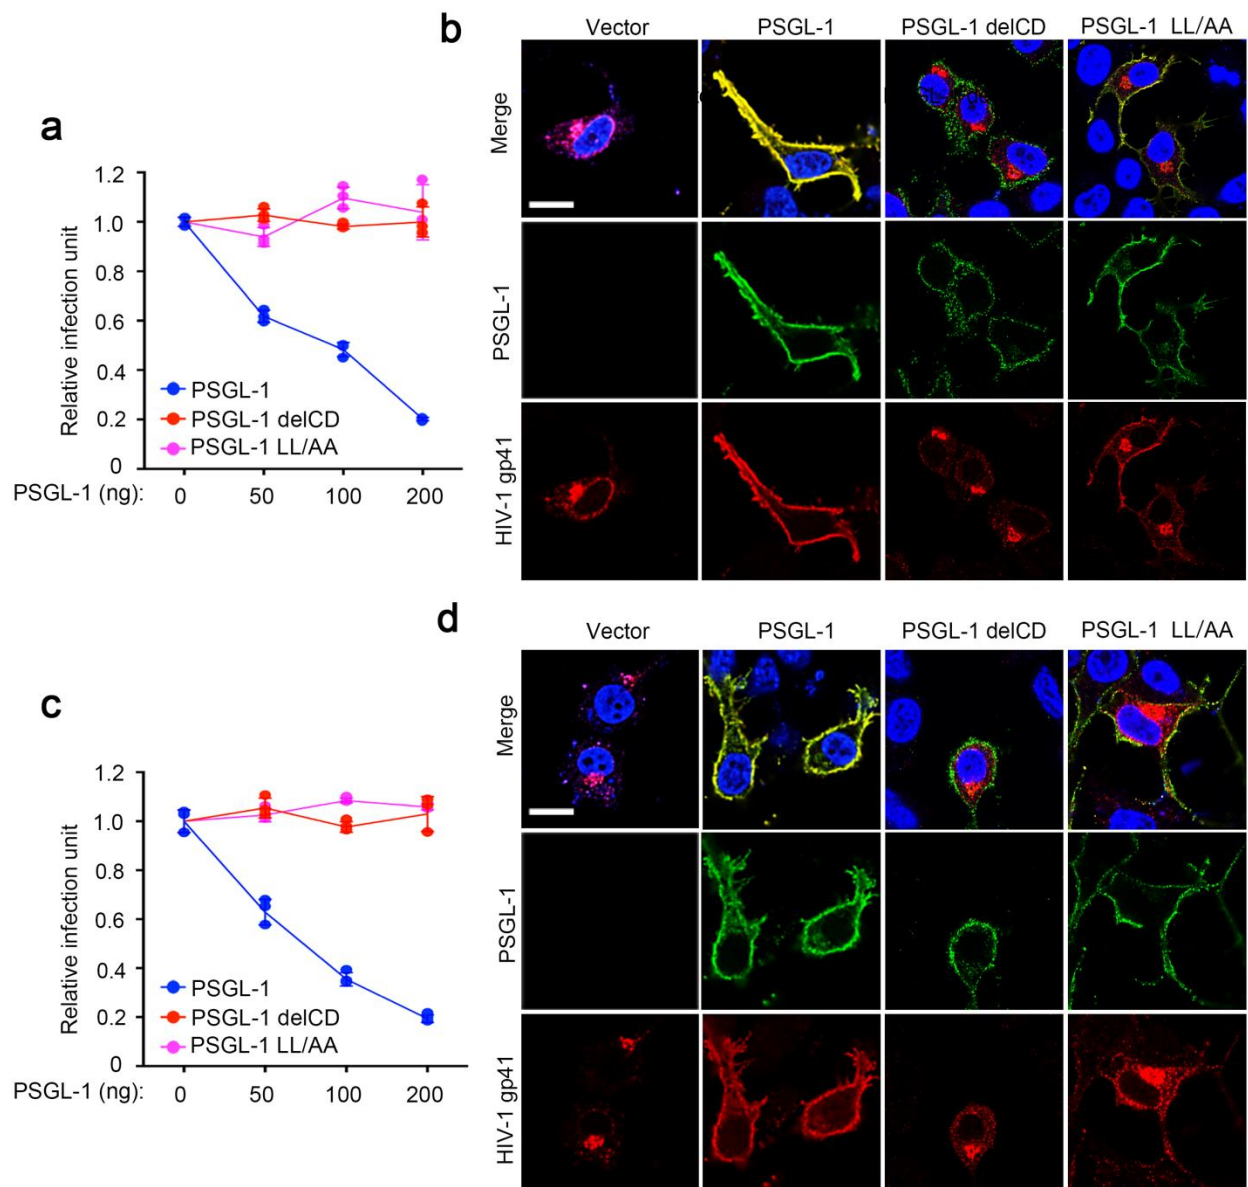 a
1.2
1.0
0.8
0.6
0.4
0.2
0
Relative infection unit
PSGL-1
PSGL-1 delCD
PSGL-1 LL/AA
PSGL-1 (ng): 0 50 100 200
b
Vector PSGL-1 PSGL-1 delCD PSGL-1 LL/AA
Merge
PSGL-1
HIV-1 gp41
c
1.2
1.0
0.8
0.6
0.4
0.2
0
Relative infection unit
PSGL-1
PSGL-1 delCD
PSGL-1 LL/AA
PSGL-1 (ng): 0 50 100 200
d
Vector PSGL-1 PSGL-1 delCD PSGL-1 LL/AA
Merge
PSGL-1
HIV-1 gp41